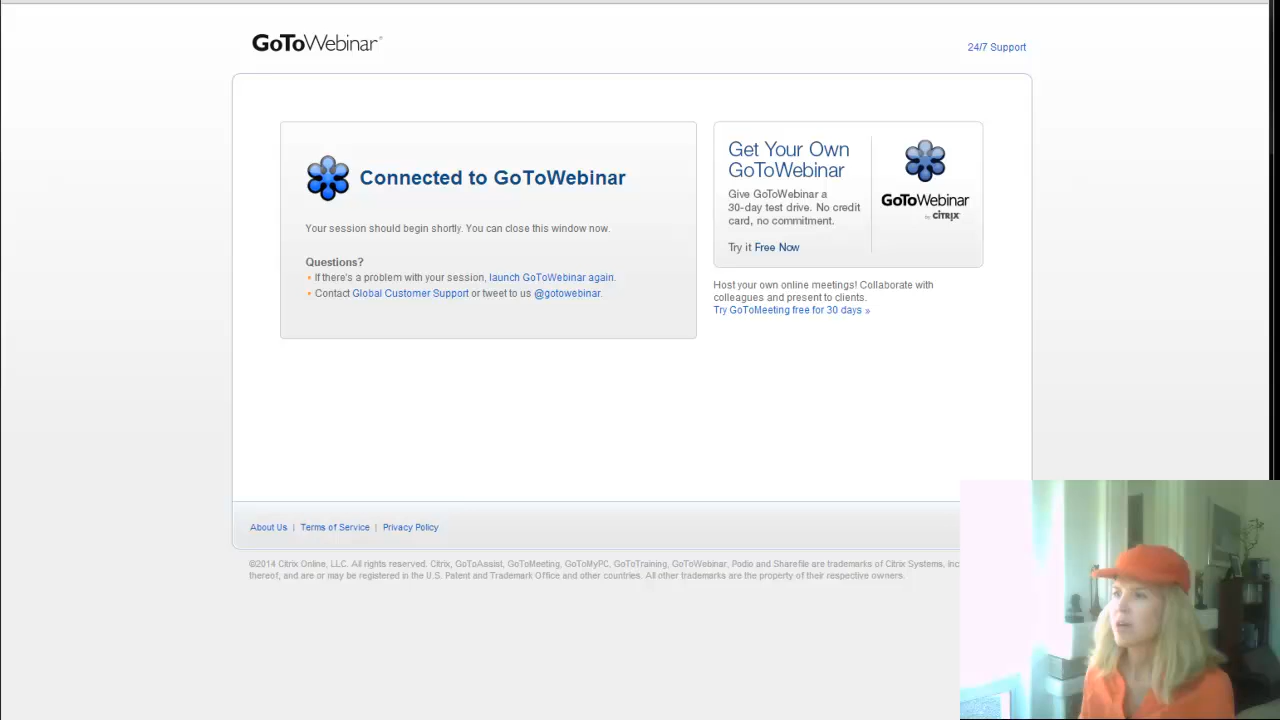 GoToWebinar
24/7 Support
Connected to GoToWebinar
Your session should begin shortly. You can close this window now.
Questions?
• If there's a problem with your session, launch GoToWebinar again.
• Contact Global Customer Support or tweet to us @gotowebinar.
Get Your Own
GoToWebinar
Give GoToWebinar a
30-day test drive. No credit
card, no commitment.
Try it Free Now
GoToWebinar
by CITRIX
Host your own online meetings! Collaborate with
colleagues and present to clients.
Try GoToMeeting free for 30 days »
About Us | Terms of Service | Privacy Policy
©2014 Citrix Online, LLC. All rights reserved. Citrix, GoToAssist, GoToMeeting, GoToMyPC, GoToTraining, GoToWebinar, Podio and Sharefile are trademarks of Citrix Systems, Inc
thereof, and are or may be registered in the U.S. Patent and Trademark Office and other countries. All other trademarks are the property of their respective owners.